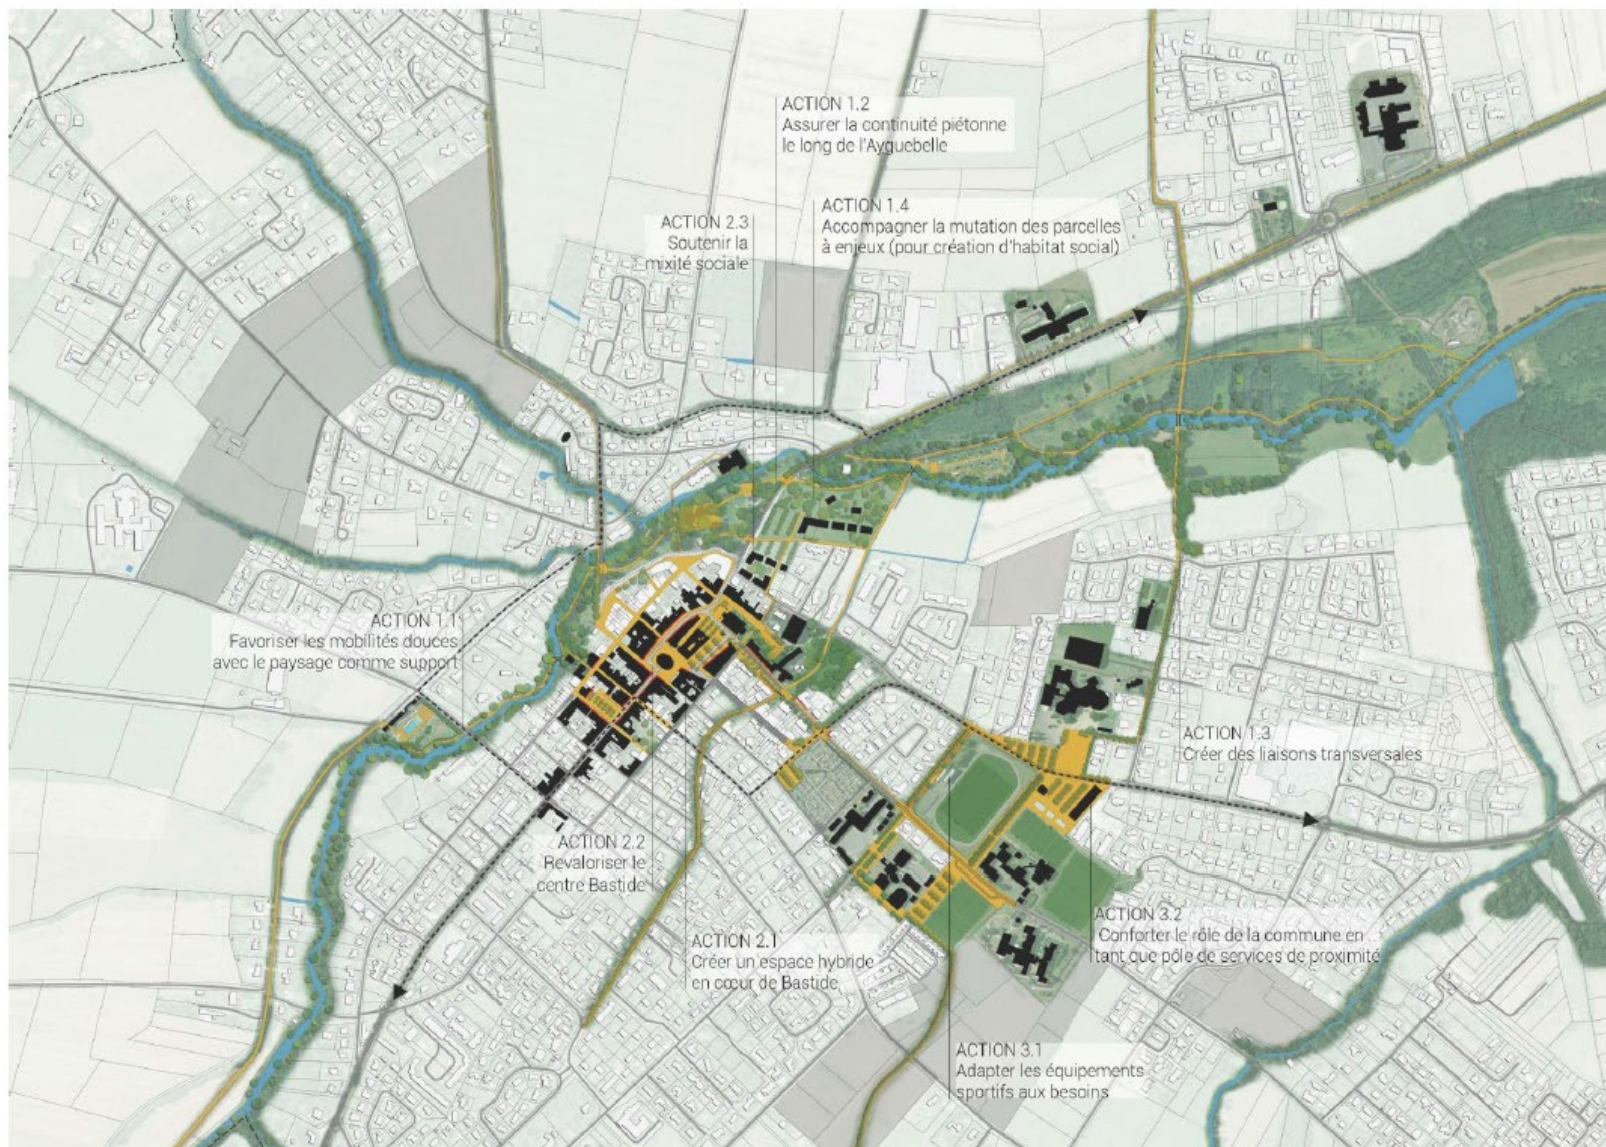 ACTION 1.2
Assurer la continuité piétonne
le long de l'Ayguebelle
ACTION 1.4
Accompagner la mutation des parcelles
à enjeux (pour création d'habitat social)
ACTION 2.3
Soutenir la
mixité sociale
ACTION 1.1
Favoriser les mobilités douces
avec le paysage comme support
ACTION 1.3
Créer des liaisons transversales
ACTION 2.2
Revaloriser le
centre Bastide
ACTION 2.1
Créer un espace hybride
en cœur de Bastide
ACTION 3.2
Conforter le rôle de la commune en
tant que pôle de services de proximité
ACTION 3.1
Adapter les équipements
sportifs aux besoins